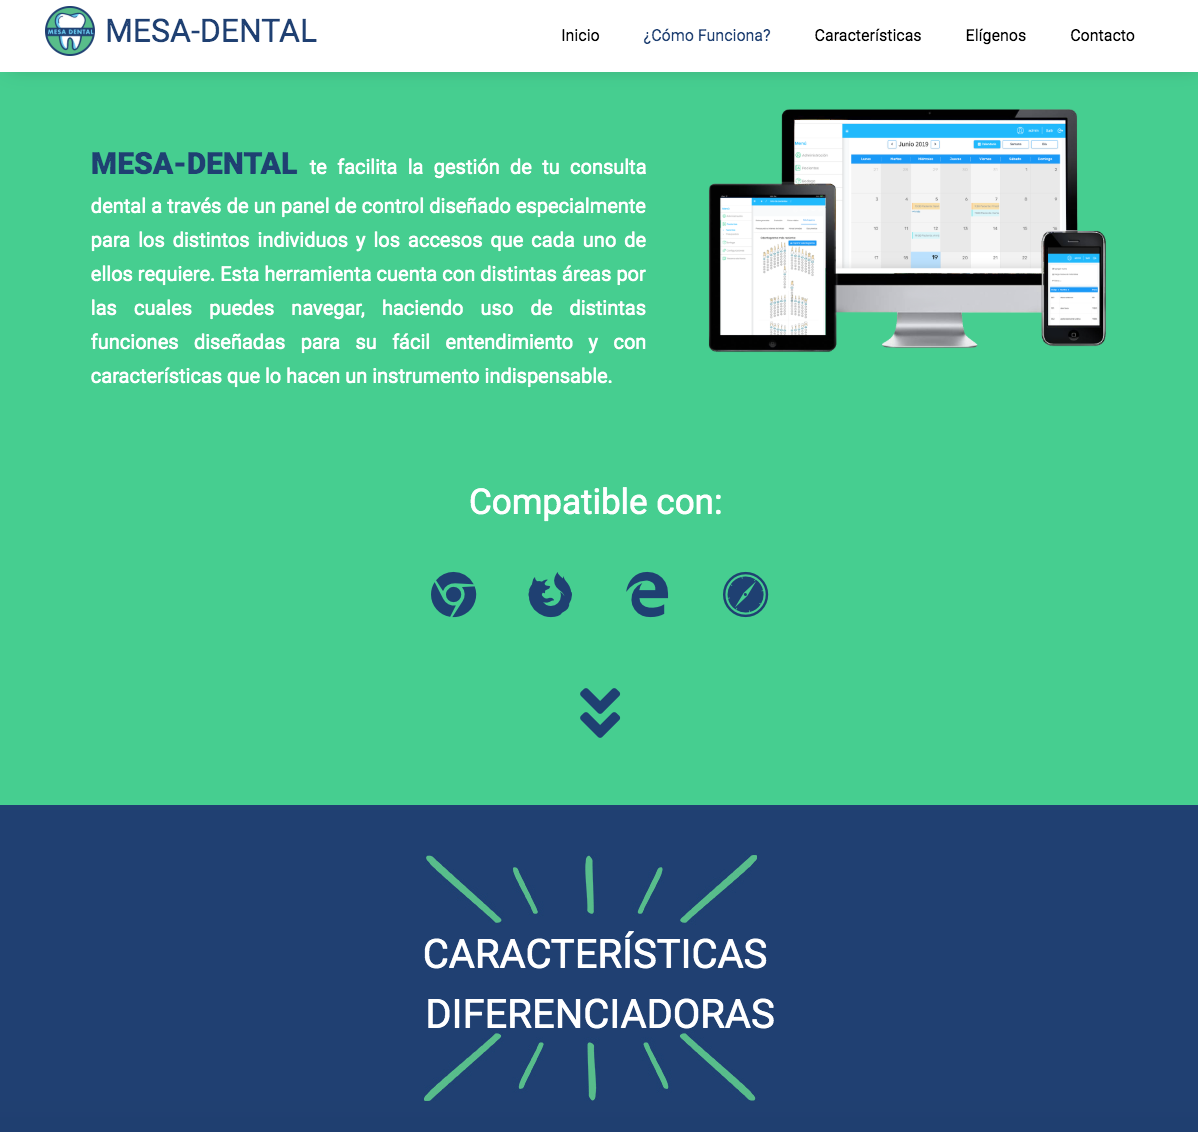 MESA DENTAL
MESA-DENTAL
Inicio
¿Cómo Funciona?
Características
Elígenos
Contacto
MESA-DENTAL te facilita la gestión de tu consulta
dental a través de un panel de control diseñado especialmente
para los distintos individuos y los accesos que cada uno de
ellos requiere. Esta herramienta cuenta con distintas áreas por
las cuales puedes navegar, haciendo uso de distintas
funciones diseñadas para su fácil entendimiento y con
características que lo hacen un instrumento indispensable.
Junio 2019
Compatible con:
CARACTERÍSTICAS
DIFERENCIADORAS